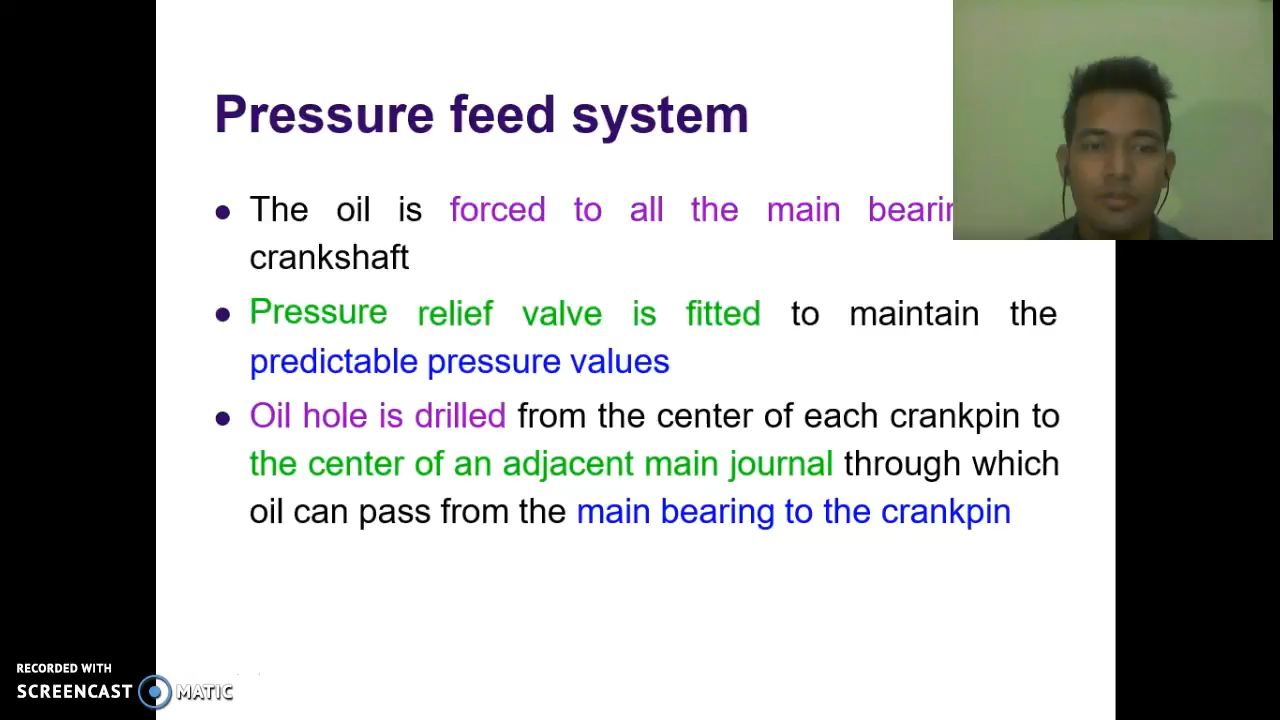 Pressure feed system
The oil is forced to all the main
crankshaft
Pressure relief valve is fitted to maintain the
predictable pressure values
Oil hole is drilled from the center of each crankpin to
the center of an adjacent main journal through which
oil can pass from the main bearing to the crankpin
RECORDED WITH
SCREENCAST MATIC